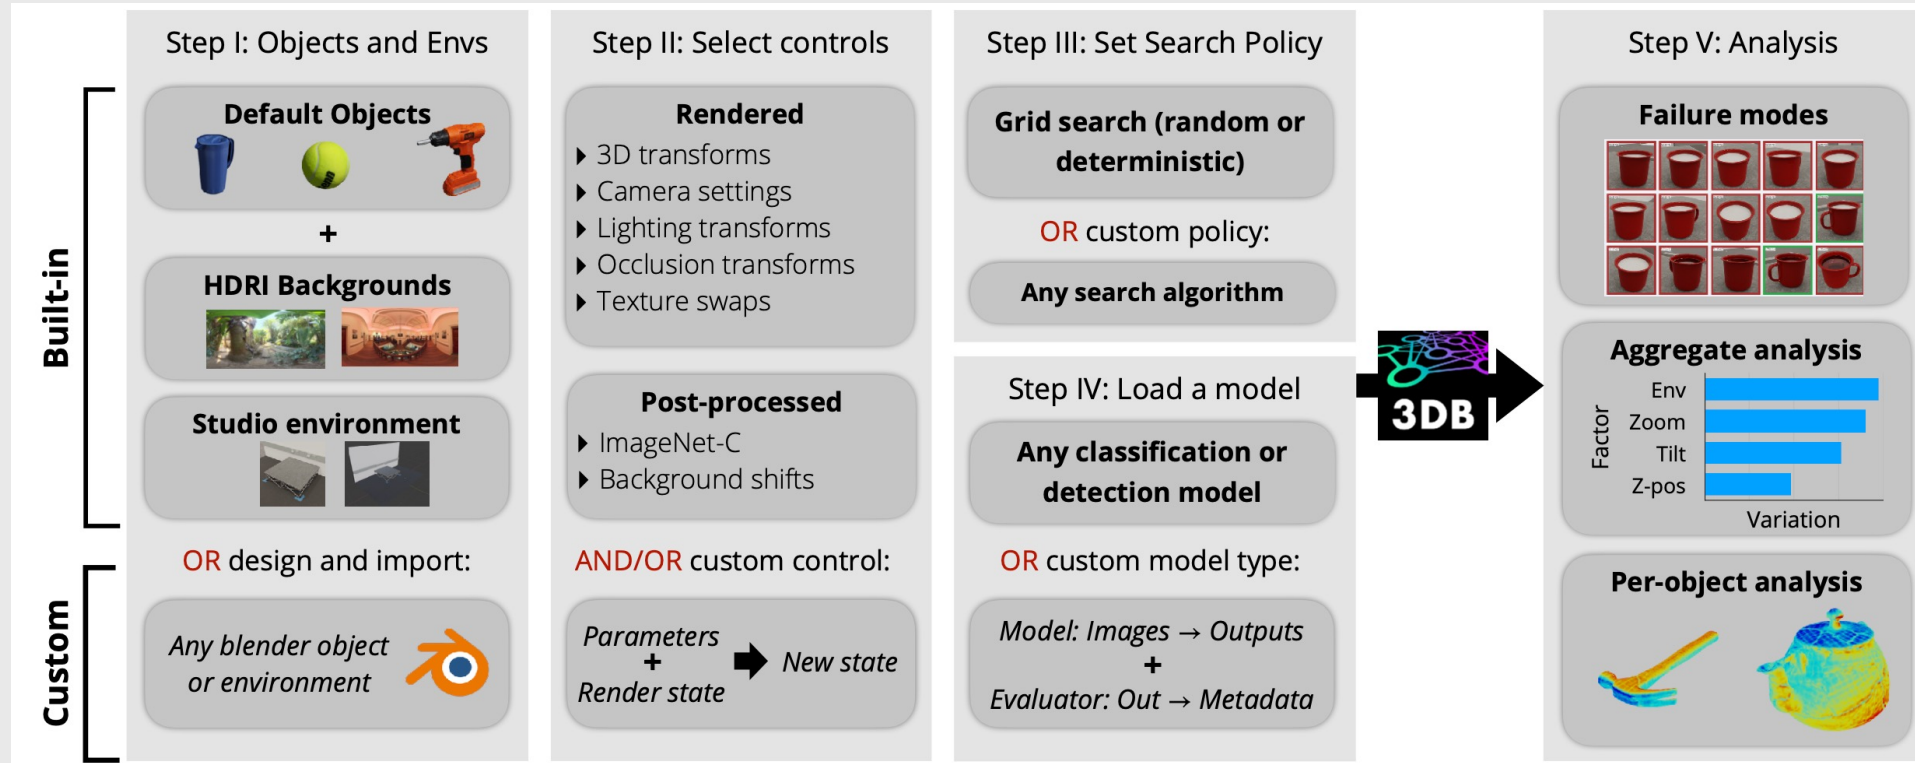 Built-in
Custom
Step I: Objects and Envs
Default Objects
+
HDRI Backgrounds
Studio environment
OR design and import:
Any blender object
or environment
Step II: Select controls
Rendered
3D transforms
Camera settings
Lighting transforms
Occlusion transforms
Texture swaps
Post-processed
ImageNet-C
Background shifts
AND/OR custom control:
Parameters
+
Render state
New state
Step III: Set Search Policy
Grid search (random or
deterministic)
OR custom policy:
Any search algorithm
Step IV: Load a model
Any classification or
detection model
OR custom model type:
Model: Images → Outputs
+
Evaluator: Out → Metadata
3DB
Step V: Analysis
Failure modes
Aggregate analysis
Factor
Env
Zoom
Tilt
Z-pos
Variation
Per-object analysis